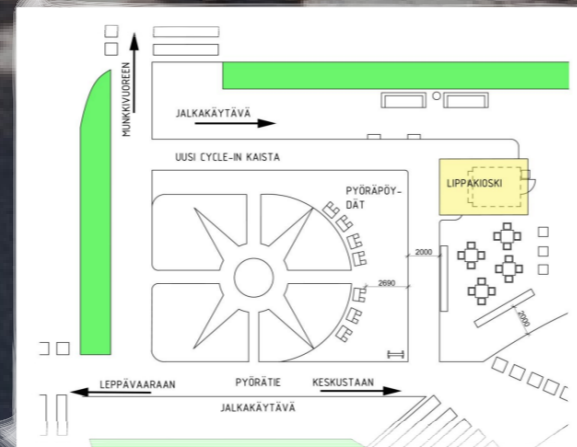 MUNKKIVUOREEN
JALKAKÄYTÄVÄ
UUSI CYCLE-IN KAISTA
LIPPAKIOSKI
PYÖRÄPÖY-
DÄT
2000
2690
2000
LEPPÄVAARAAN
PYÖRÄTIE
KESKUSTAAN
JALKAKÄYTÄVÄ